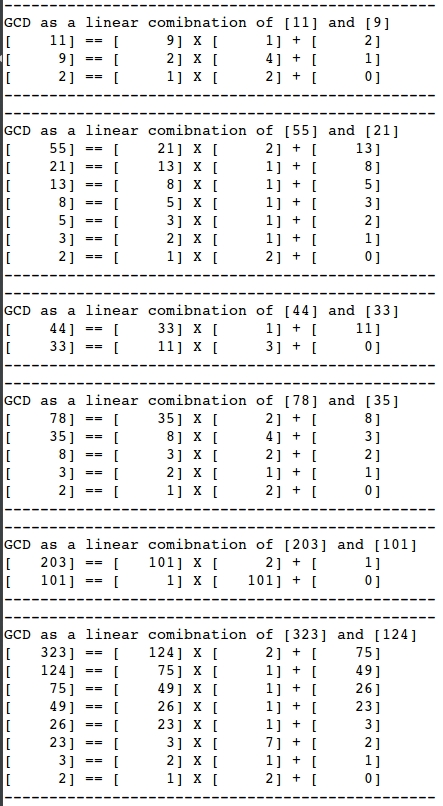 GCD as a linear comibnation of [11] and [9]
[ 11] == [ 9] X [ 1] + [ 2]
[ 9] == [ 2] X [ 4] + [ 1]
[ 2] == [ 1] X [ 2] + [ 0]
GCD as a linear comibnation of [55] and [21]
[ 55] == [ 21] X [ 2] + [ 13]
[ 21] == [ 13] X [ 1] + [ 8]
[ 13] == [ 8] X [ 1] + [ 5]
[ 8] == [ 5] X [ 1] + [ 3]
[ 5] == [ 3] X [ 1] + [ 2]
[ 3] == [ 2] X [ 1] + [ 1]
[ 2] == [ 1] X [ 2] + [ 0]
GCD as a linear comibnation of [44] and [33]
[ 44] == [ 33] X [ 1] + [ 11]
[ 33] == [ 11] X [ 3] + [ 0]
GCD as a linear comibnation of [78] and [35]
[ 78] == [ 35] X [ 2] + [ 8]
[ 35] == [ 8] X [ 4] + [ 3]
[ 8] == [ 3] X [ 2] + [ 2]
[ 3] == [ 2] X [ 1] + [ 1]
[ 2] == [ 1] X [ 2] + [ 0]
GCD as a linear comibnation of [203] and [101]
[ 203] == [ 101] X [ 2] + [ 1]
[ 101] == [ 1] X [ 101] + [ 0]
GCD as a linear comibnation of [323] and [124]
[ 323] == [ 124] X [ 2] + [ 75]
[ 124] == [ 75] X [ 1] + [ 49]
[ 75] == [ 49] X [ 1] + [ 26]
[ 49] == [ 26] X [ 1] + [ 23]
[ 26] == [ 23] X [ 1] + [ 3]
[ 23] == [ 3] X [ 7] + [ 2]
[ 3] == [ 2] X [ 1] + [ 1]
[ 2] == [ 1] X [ 2] + [ 0]